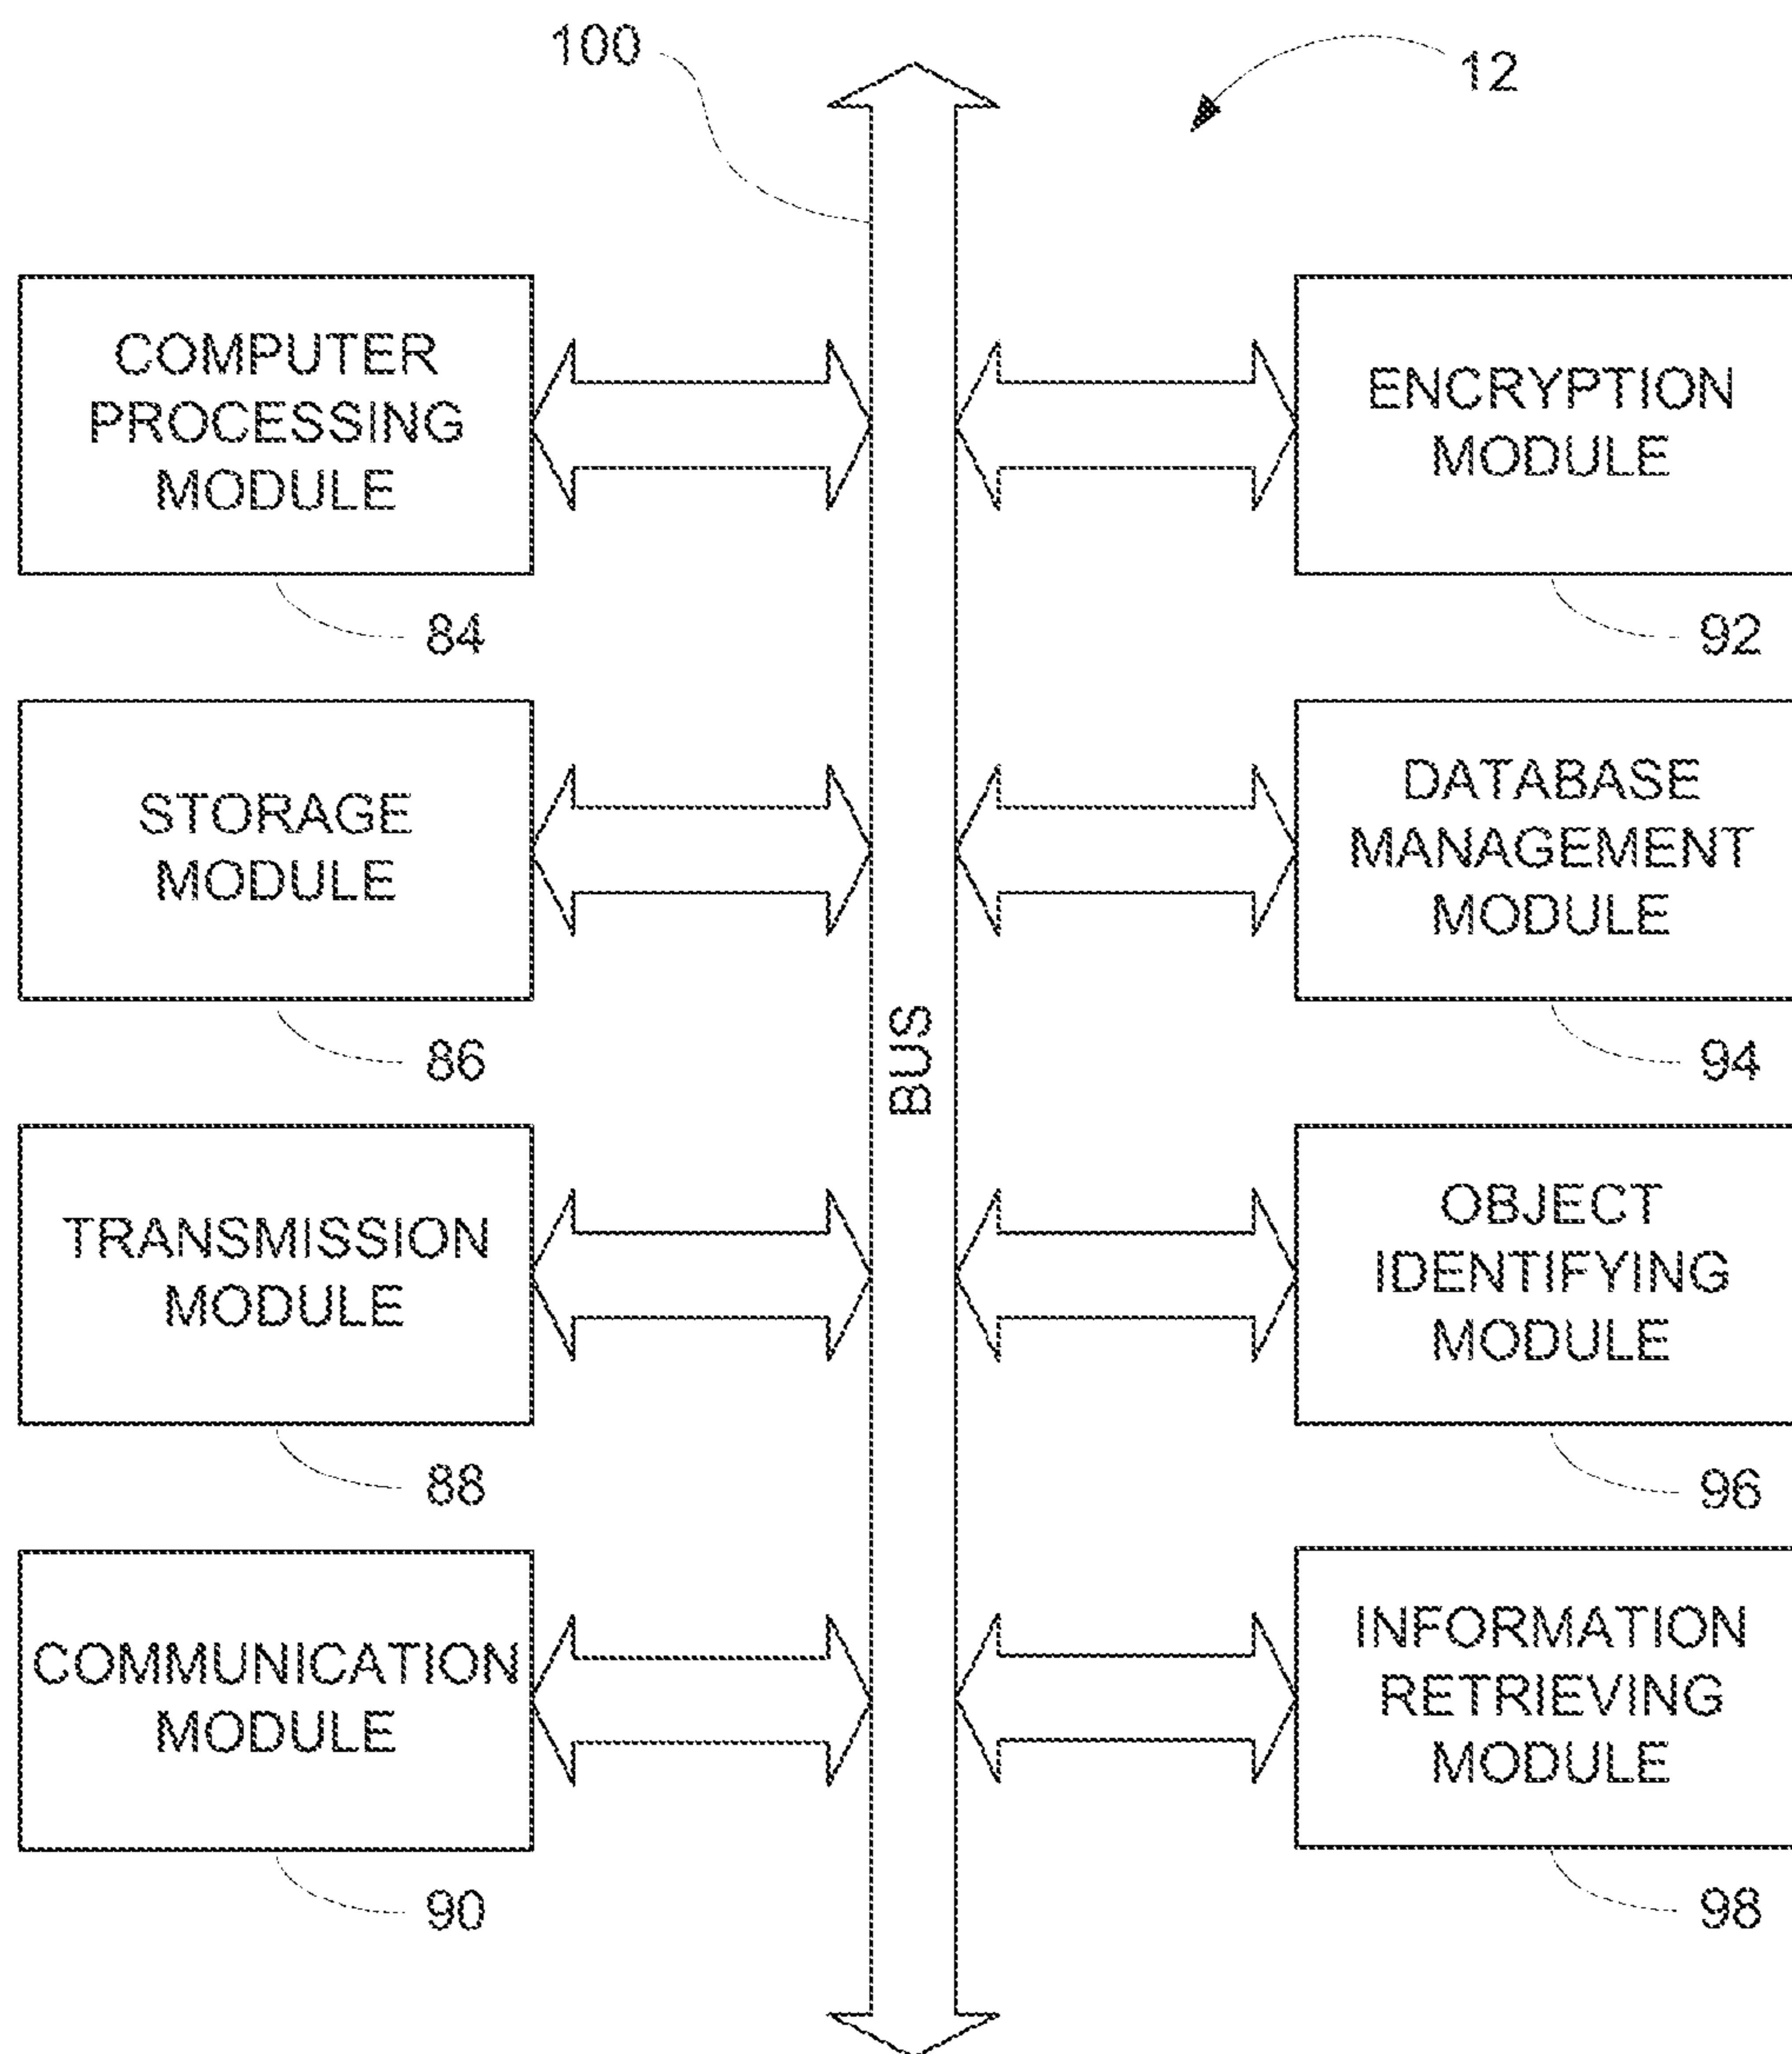 100
12
COMPUTER
PROCESSING
MODULE
84
ENCRYPTION
MODULE
92
STORAGE
MODULE
86
DATABASE
MANAGEMENT
MODULE
94
BUS
TRANSMISSION
MODULE
88
OBJECT
IDENTIFYING
MODULE
96
COMMUNICATION
MODULE
90
INFORMATION
RETRIEVING
MODULE
98